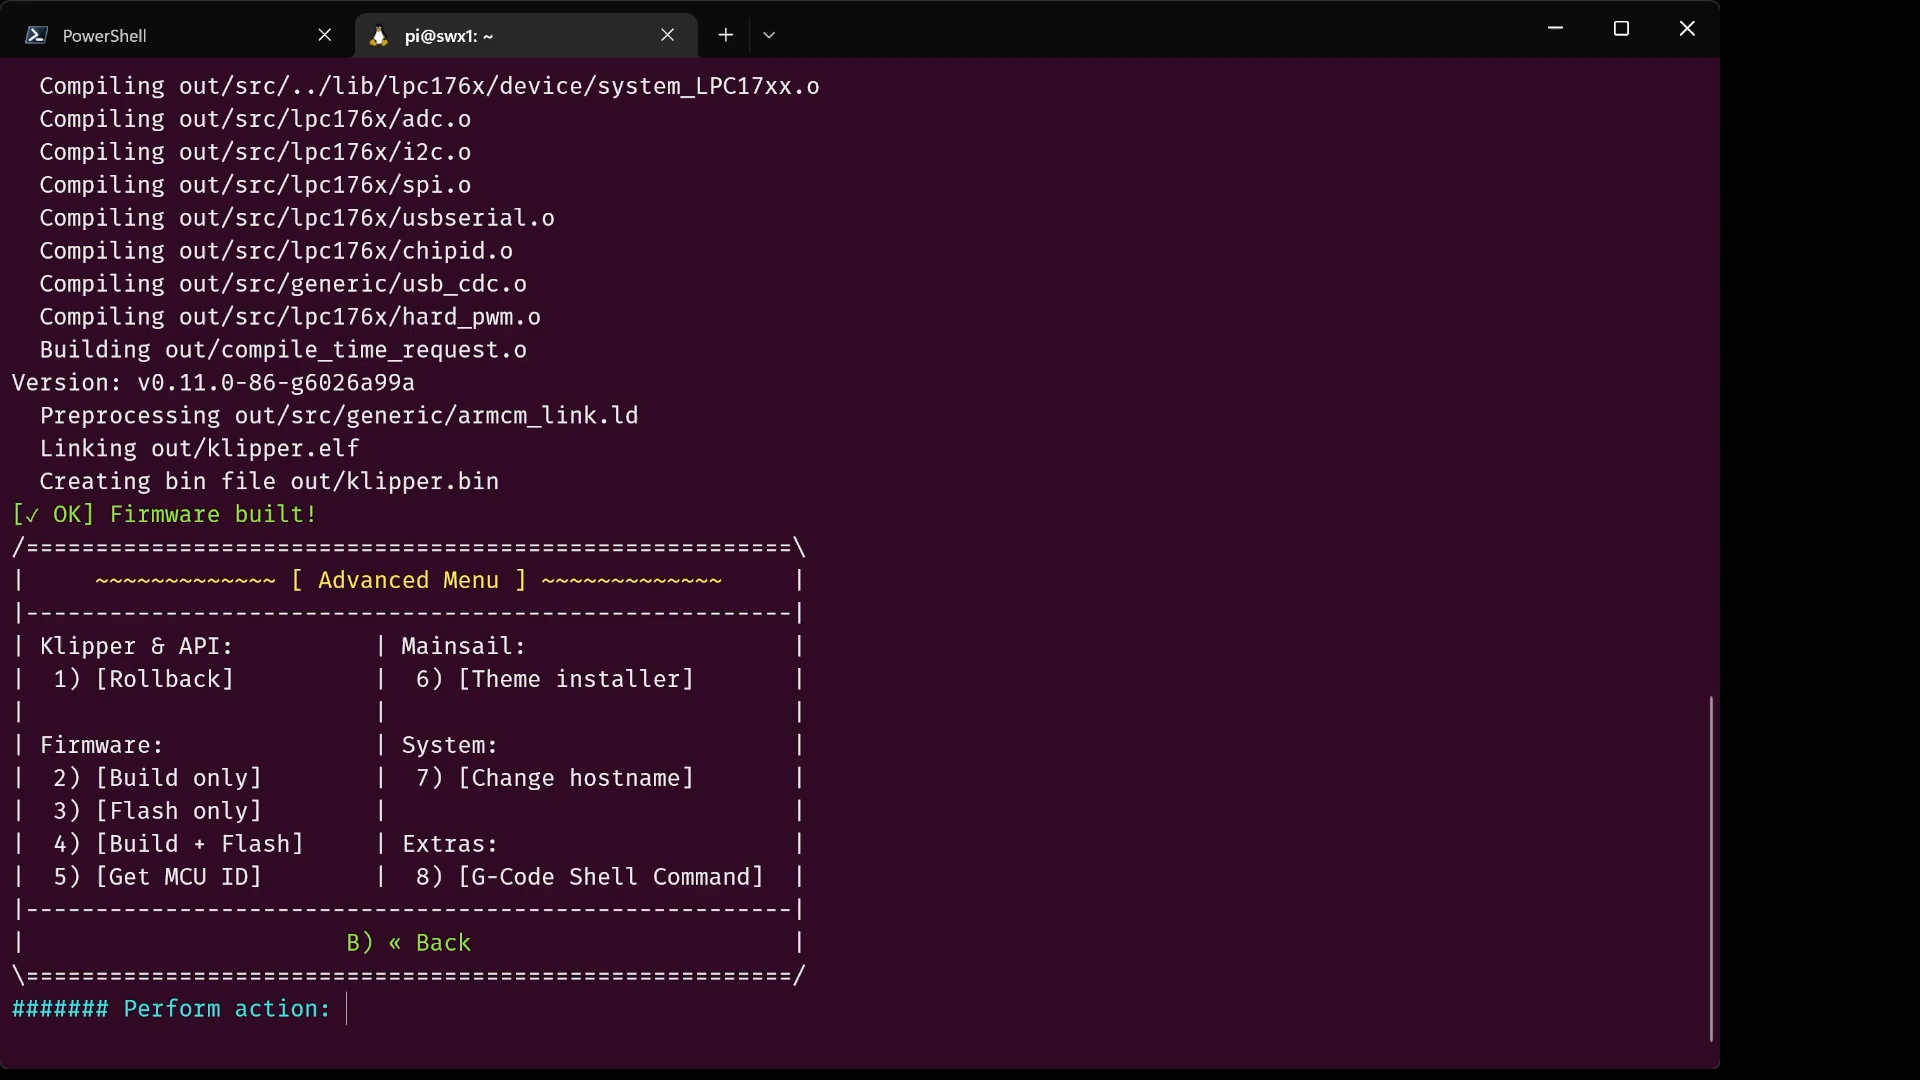 PowerShell
pi@swx1: ~
Compiling out/src/../lib/lpc176x/device/system_LPC17xx.o
Compiling out/src/lpc176x/adc.o
Compiling out/src/lpc176x/i2c.o
Compiling out/src/lpc176x/spi.o
Compiling out/src/lpc176x/usbserial.o
Compiling out/src/lpc176x/chipid.o
Compiling out/src/generic/usb_cdc.o
Compiling out/src/lpc176x/hard_pwm.o
Building out/compile_time_request.o
Version: v0.11.0-86-g6026a99a
Preprocessing out/src/generic/armcm_link.ld
Linking out/klipper.elf
Creating bin file out/klipper.bin
[✓ OK] Firmware built!
/=======================================================\
|     ~~~~~~~~~~~~~ [ Advanced Menu ] ~~~~~~~~~~~~~     |
|-------------------------------------------------------|
| Klipper & API:          | Mainsail:                   |
|  1) [Rollback]          |  6) [Theme installer]       |
|                         |                             |
| Firmware:               | System:                     |
|  2) [Build only]        |  7) [Change hostname]       |
|  3) [Flash only]        |                             |
|  4) [Build + Flash]     | Extras:                     |
|  5) [Get MCU ID]        |  8) [G-Code Shell Command]  |
|-------------------------------------------------------|
|                       B) « Back                       |
\=======================================================/
####### Perform action: